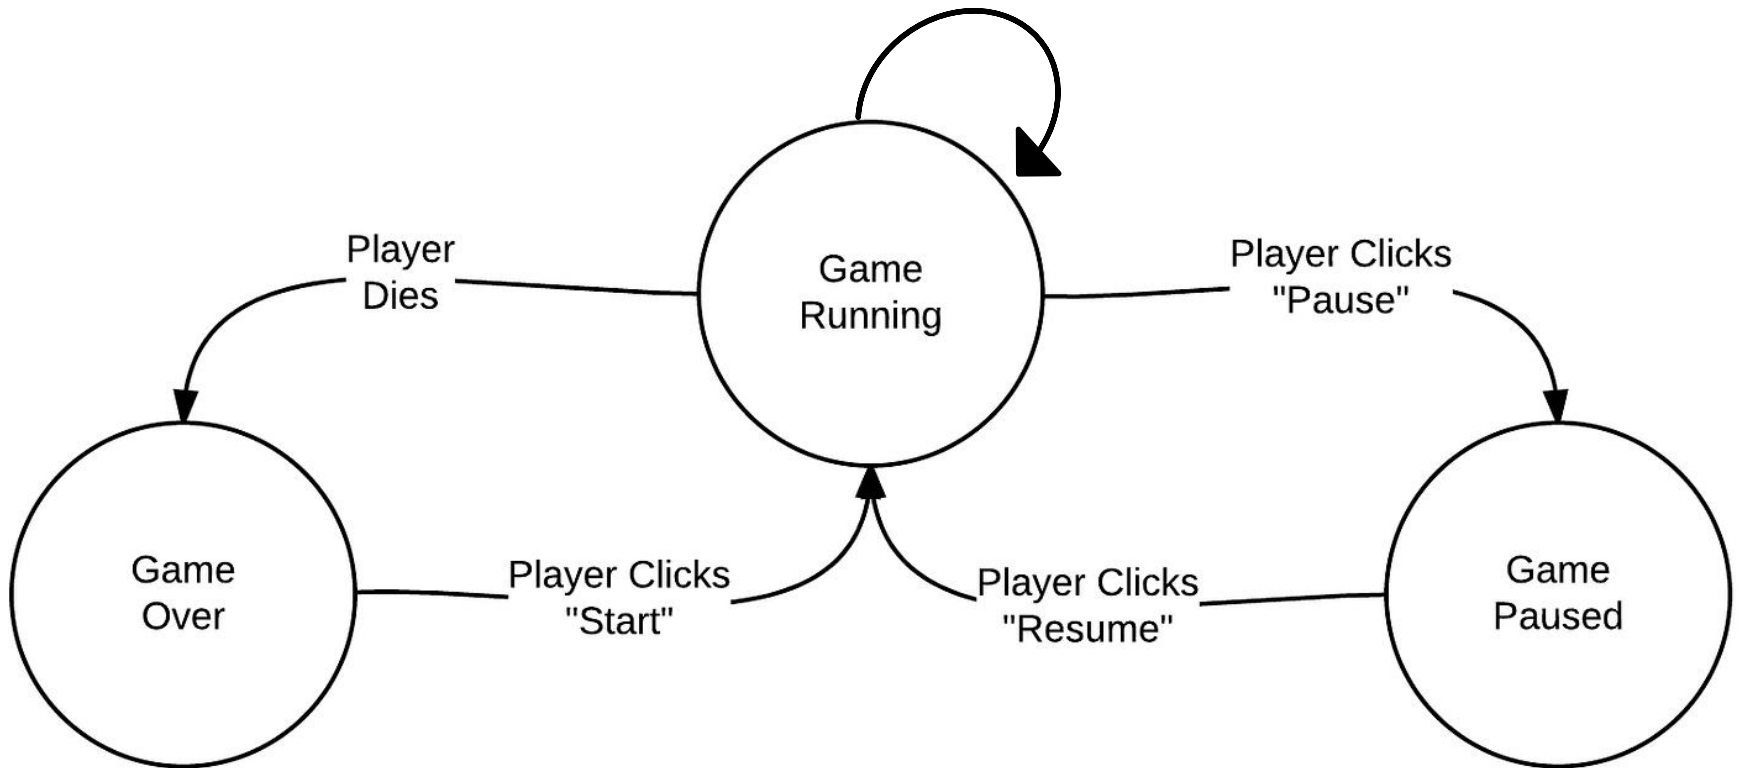 Player
Dies
Game
Running
Player Clicks
"Pause"
Game
Over
Player Clicks
"Start"
Player Clicks
"Resume"
Game
Paused